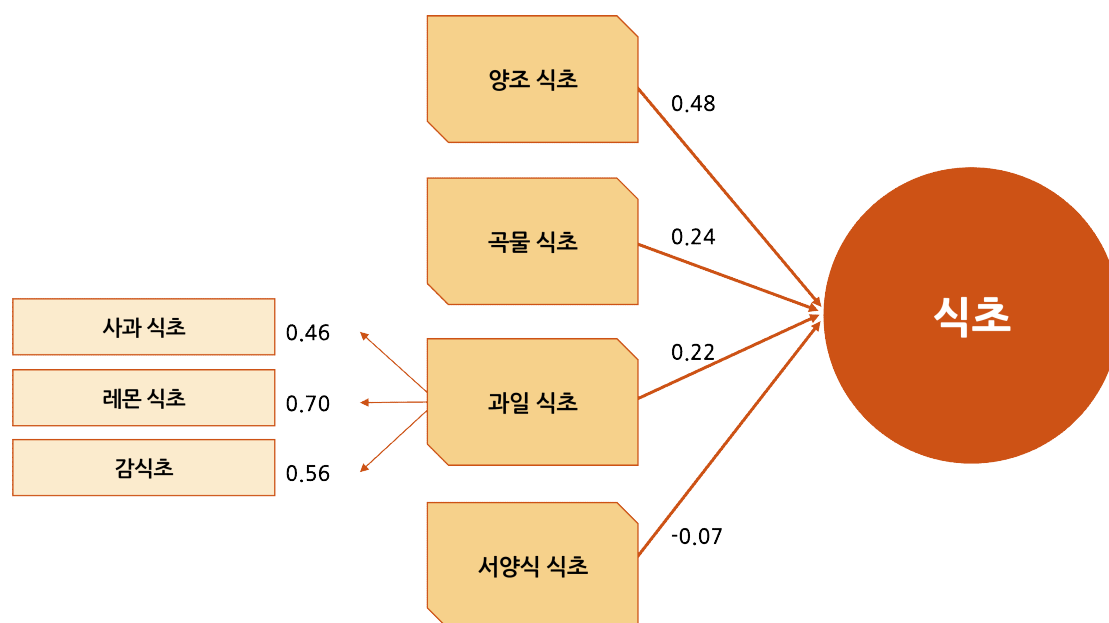 양조 식초
0.48
곡물 식초
0.24
식초
사과 식초
0.46
레몬 식초
0.70
감식초
0.56
과일 식초
0.22
서양식 식초
-0.07